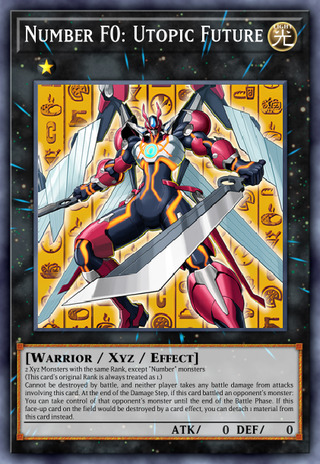 Number F0: Utopic Future
LIGHT
光
[Warrior / Xyz / Effect]
2 Xyz Monsters with the same Rank, except "Number" monsters
(This card's original Rank is always treated as 1.)
Cannot be destroyed by battle, and neither player takes any battle damage from attacks
involving this card. At the end of the Damage Step, if this card battled an opponent's monster:
You can take control of that opponent's monster until the end of the Battle Phase. If this
face-up card on the field would be destroyed by a card effect, you can detach 1 material from
this card instead.
ATK/ 0 DEF/ 0